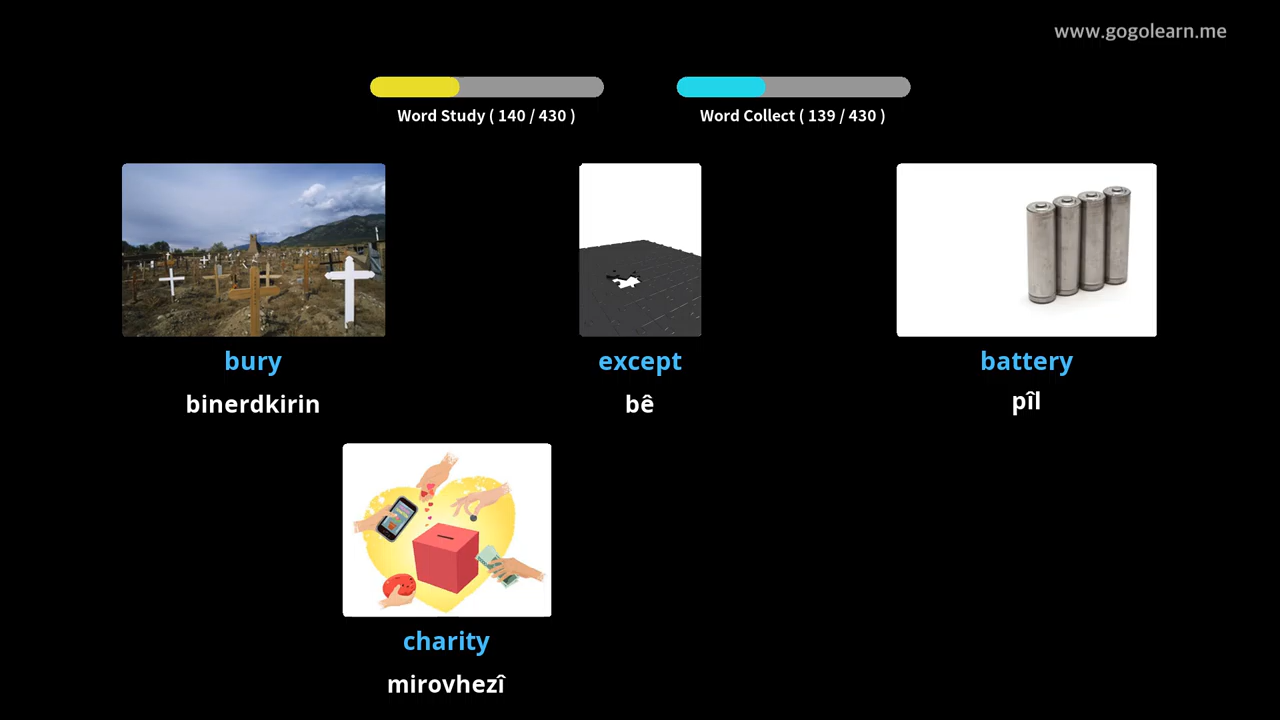 www.gogolearn.me
Word Study ( 140 / 430 )
Word Collect ( 139 / 430 )
bury
except
battery
binerdkirin
bê
pîl
charity
mirovhezî